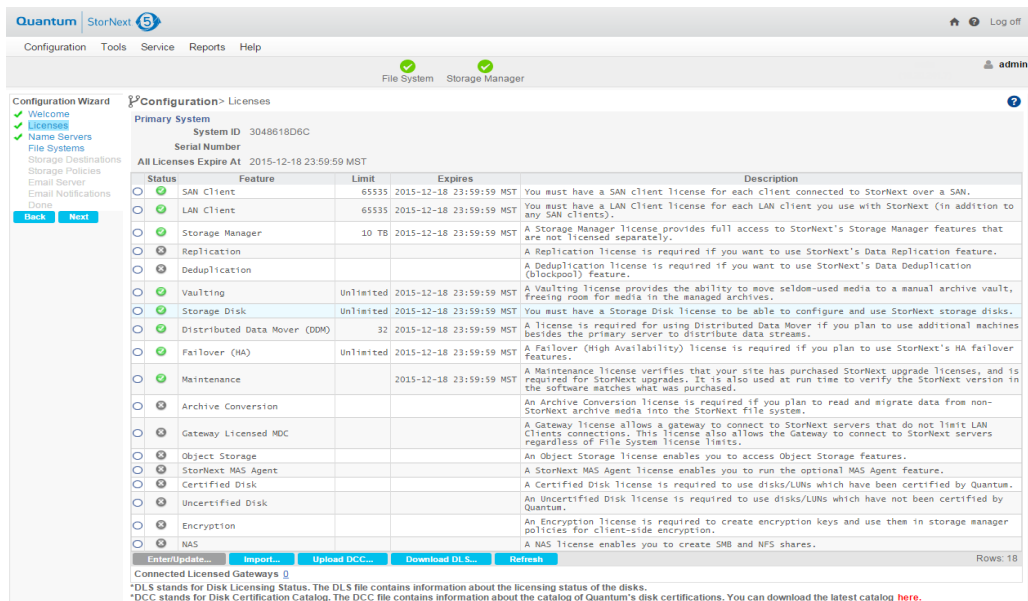 Quantum StorNext 5 Log off
Configuration Tools Service Reports Help
File System Storage Manager admin
Configuration Wizard
Welcome
Licenses
Name Servers
File Systems
Storage Destinations
Storage Policies
Email Server
Email Notifications
Done
Back Next
Configuration> Licenses
Primary System
System ID 3048618D6C
Serial Number
All Licenses Expire At 2015-12-18 23:59:59 MST
Status Feature Limit Expires Description
SAN Client 65535 2015-12-18 23:59:59 MST You must have a SAN client license for each client connected to StorNext over a SAN.
LAN Client 65535 2015-12-18 23:59:59 MST You must have a LAN Client license for each LAN client you use with StorNext (in addition to
any SAN clients).
Storage Manager 10 TB 2015-12-18 23:59:59 MST A Storage Manager license provides full access to StorNext's Storage Manager features that
are not licensed separately.
Replication A Replication license is required if you want to use StorNext's Data Replication feature.
Deduplication A Deduplication license is required if you want to use StorNext's Data Deduplication
(blockpool) feature.
Vaulting Unlimited 2015-12-18 23:59:59 MST A Vaulting license provides the ability to move seldom-used media to a manual archive vault,
freeing room for media in the managed archives.
Storage Disk Unlimited 2015-12-18 23:59:59 MST You must have a Storage Disk license to be able to configure and use StorNext storage disks.
Distributed Data Mover (DDM) 32 2015-12-18 23:59:59 MST A license is required for using Distributed Data Mover if you plan to use additional machines
besides the primary server to distribute data streams.
Failover (HA) Unlimited 2015-12-18 23:59:59 MST A Failover (High Availability) license is required if you plan to use StorNext's HA failover
features.
Maintenance 2015-12-18 23:59:59 MST A Maintenance license verifies that your site has purchased StorNext upgrade licenses, and is
required for StorNext upgrades. It is also used at run time to verify the StorNext version in
the software matches what was purchased.
Archive Conversion An Archive Conversion license is required if you plan to read and migrate data from non-
StorNext archive media into the StorNext file system.
Gateway Licensed MDC A Gateway license allows a gateway to connect to StorNext servers that do not limit LAN
Clients connections. This license also allows the Gateway to connect to StorNext servers
regardless of File System license limits.
Object Storage An Object Storage license enables you to access Object Storage features.
StorNext MAS Agent A StorNext MAS Agent license enables you to run the optional MAS Agent feature.
Certified Disk A Certified Disk license is required to use disks/LUNs which have been certified by Quantum.
Uncertified Disk An Uncertified Disk license is required to use disks/LUNs which have not been certified by
Quantum.
Encryption An Encryption license is required to create encryption keys and use them in storage manager
policies for client-side encryption.
NAS A NAS license enables you to create SMB and NFS shares.
Enter/Update... Import... Upload DCC... Download DLS... Refresh Rows: 18
Connected Licensed Gateways 0
*DLS stands for Disk Licensing Status. The DLS file contains information about the licensing status of the disks.
*DCC stands for Disk Certification Catalog. The DCC file contains information about the catalog of Quantum's disk certifications. You can download the latest catalog here.